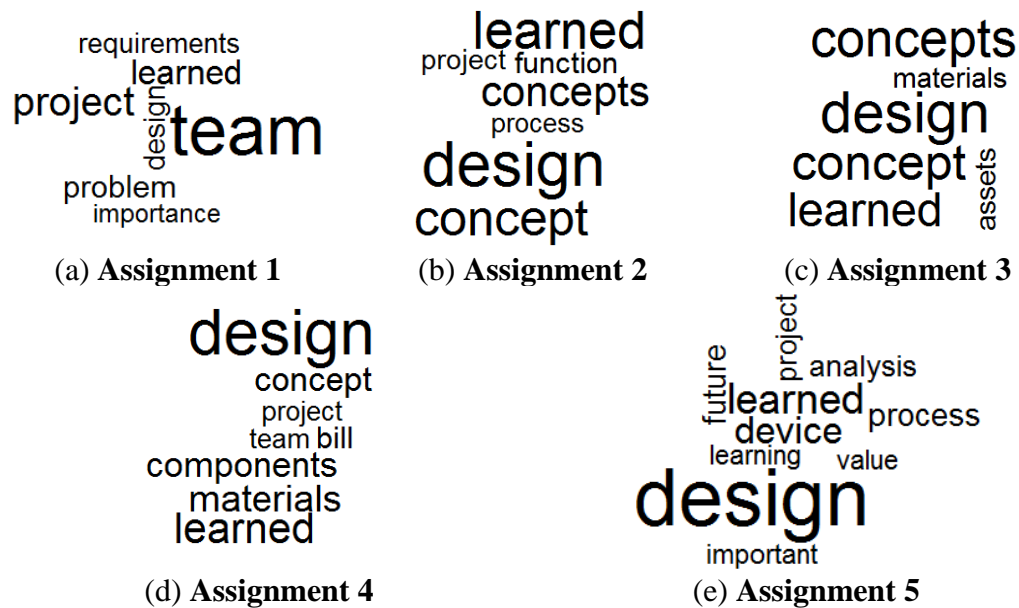 requirements
learned
project
design
team
problem
importance
(a) Assignment 1
learned
project function
concepts
process
design
concept
(b) Assignment 2
concepts
materials
design
concept
assets
learned
(c) Assignment 3
design
concept
project
team bill
components
materials
learned
(d) Assignment 4
project
future
analysis
learned
process
device
learning
value
design
important
(e) Assignment 5